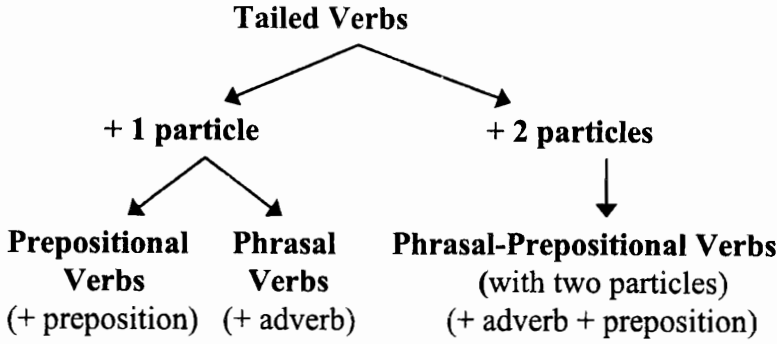 Tailed Verbs
+ 1 particle
+ 2 particles
Prepositional
Verbs
(+ preposition)
Phrasal
Verbs
(+ adverb)
Phrasal-Prepositional Verbs
(with two particles)
(+ adverb + preposition)